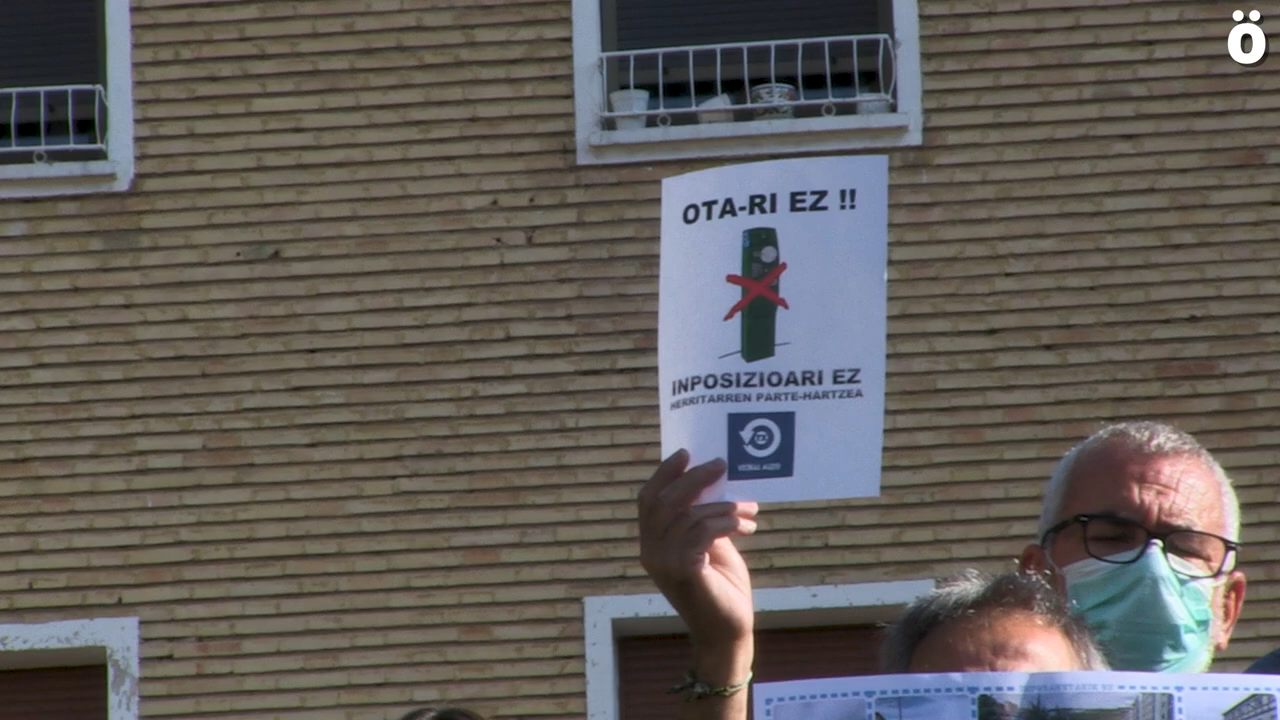 ö
OTA-RI EZ !!
INPOSIZIOARI EZ
HERRITARREN PARTE-HARTZEA